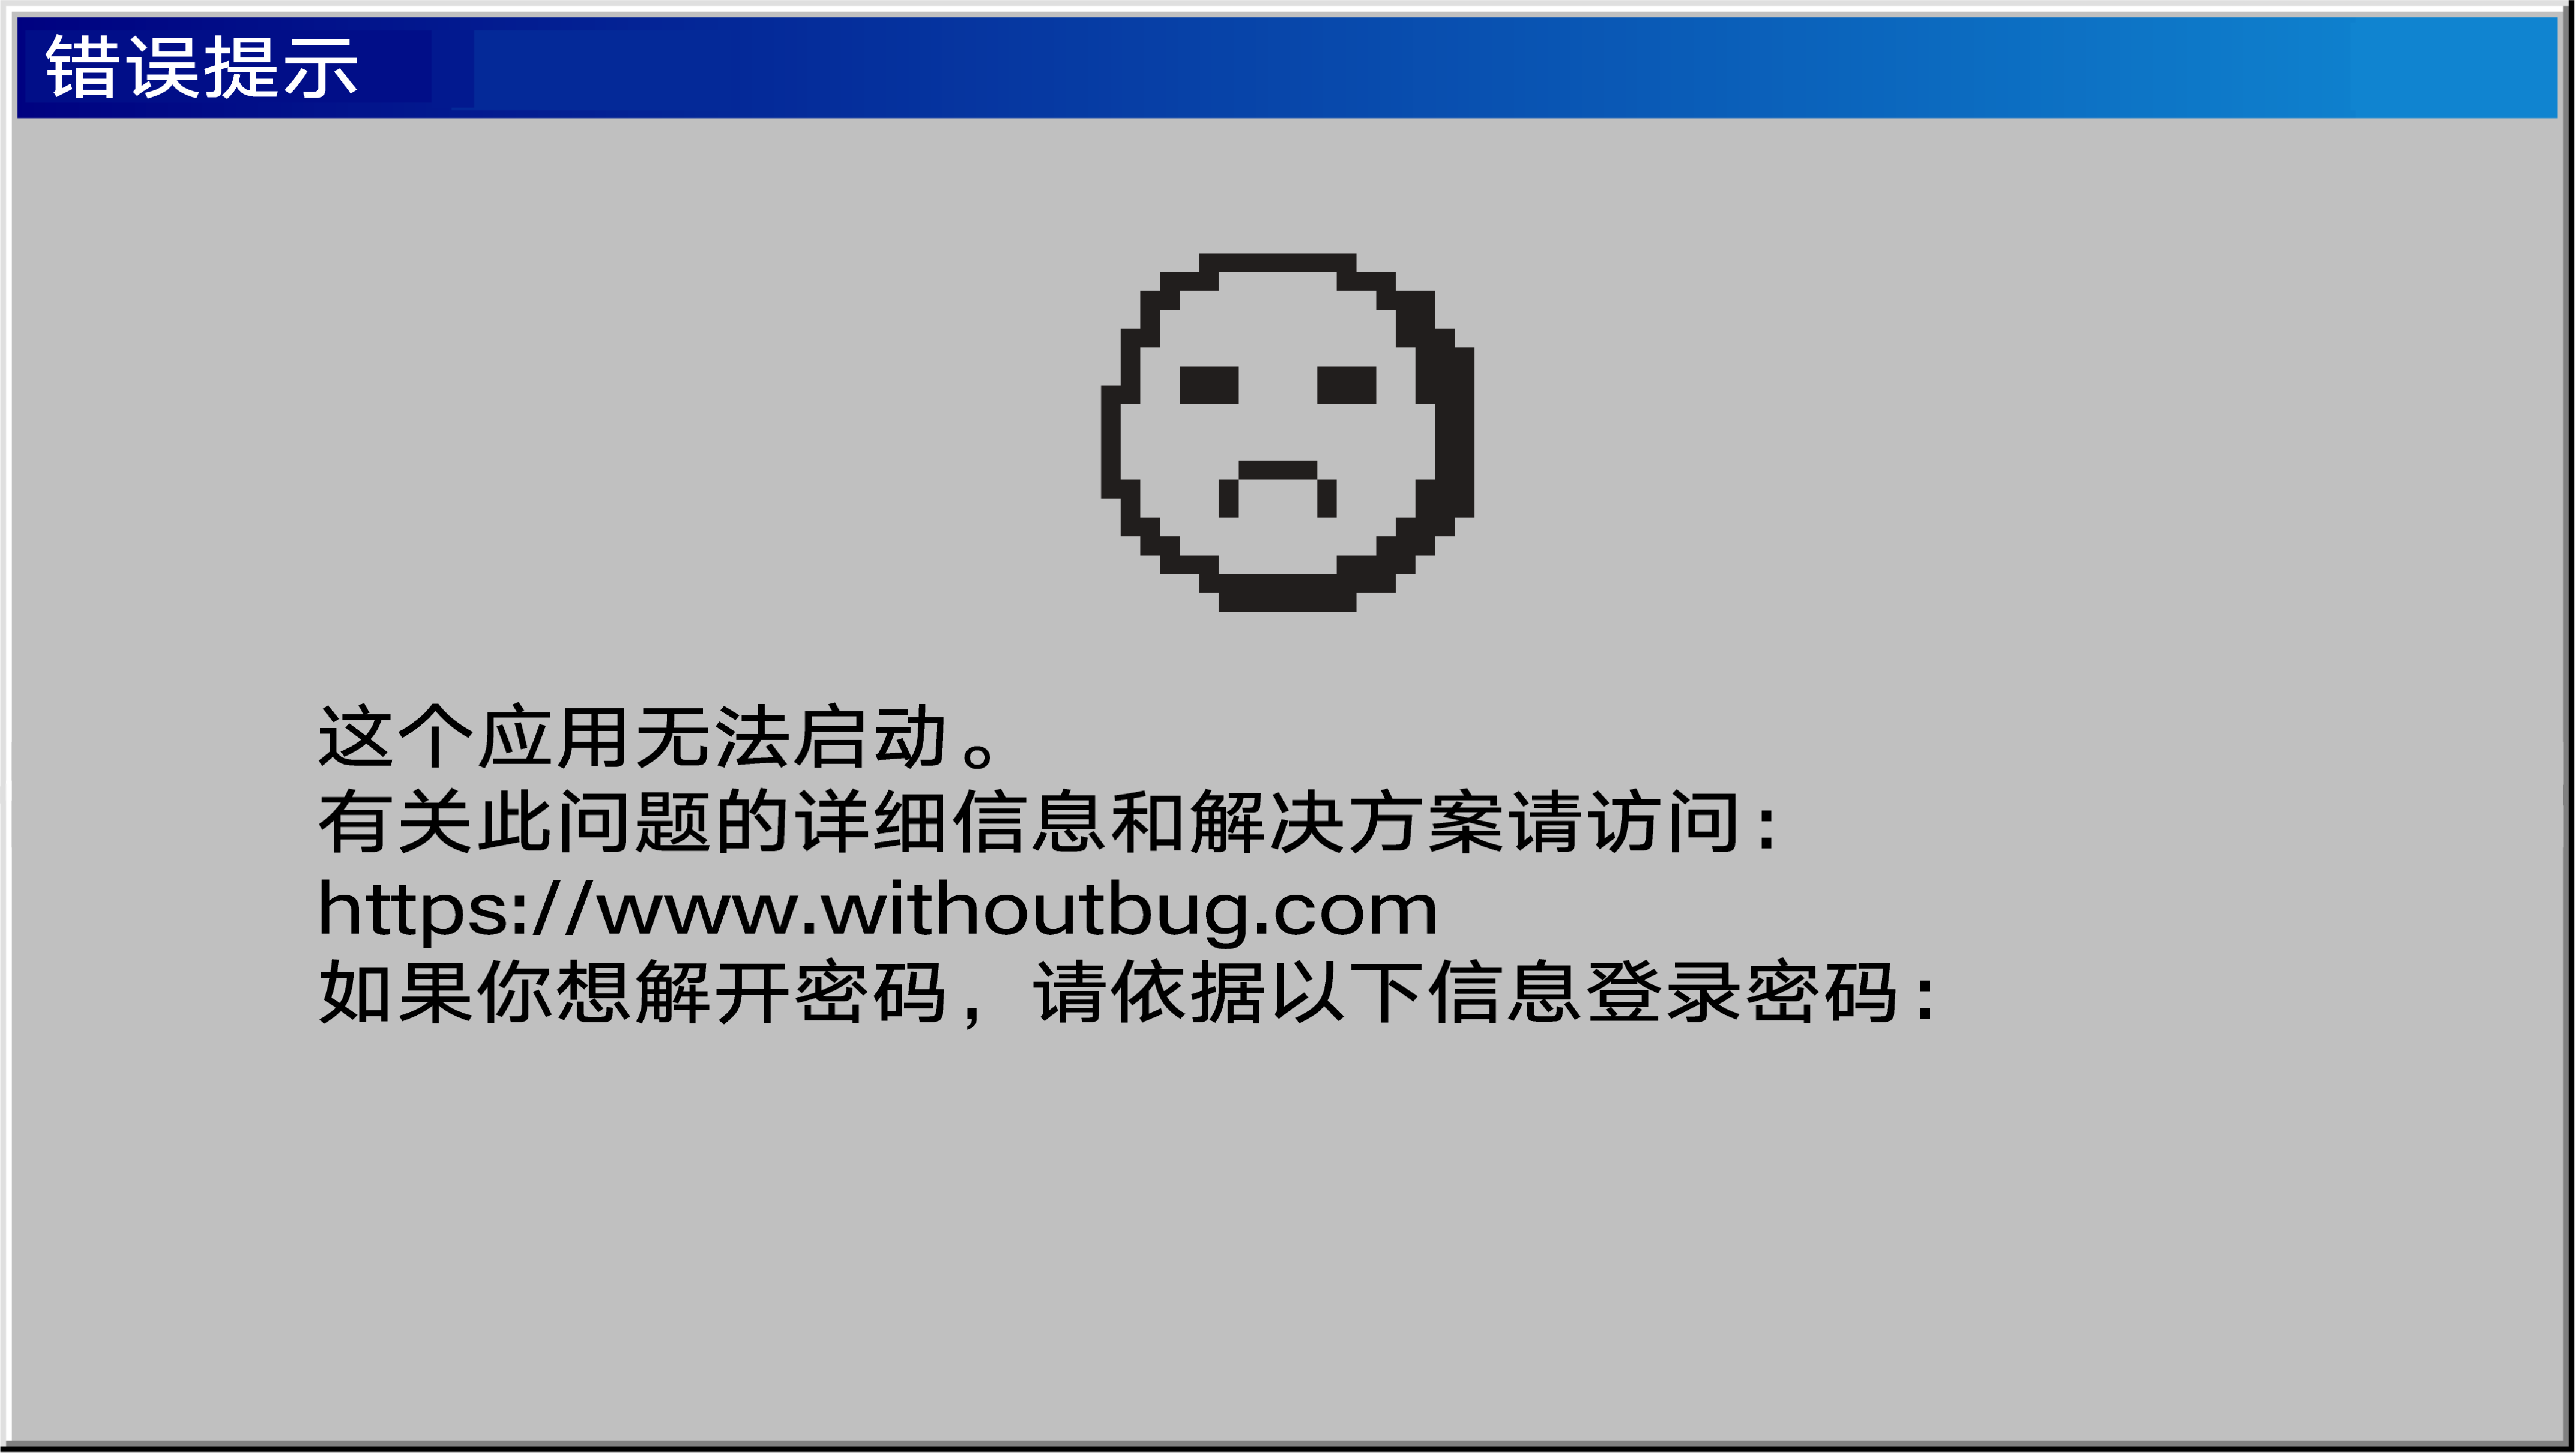 错误提示
这个应用无法启动。
有关此问题的详细信息和解决方案请访问：
https://www.withoutbug.com
如果你想解开密码，请依据以下信息登录密码：